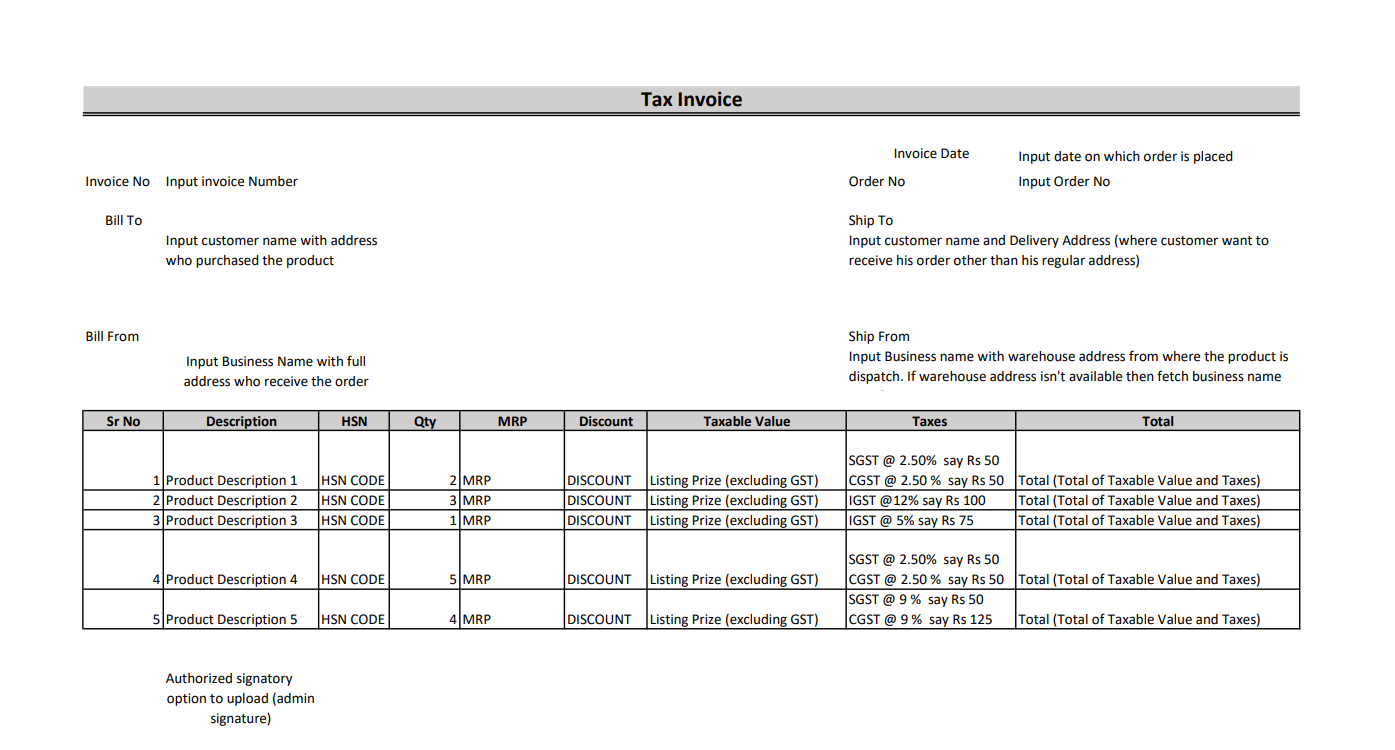 Tax Invoice
Invoice Date Input date on which order is placed
Invoice No Input invoice Number Order No Input Order No
Bill To Ship To
Input customer name with address Input customer name and Delivery Address (where customer want to
who purchased the product receive his order other than his regular address)
Bill From Ship From
Input Business Name with full Input Business name with warehouse address from where the product is
address who receive the order dispatch. If warehouse address isn't available then fetch business name
Sr No Description HSN Qty MRP Discount Taxable Value Taxes Total
SGST @ 2.50% say Rs 50
1 Product Description 1 HSN CODE 2 MRP DISCOUNT Listing Prize (excluding GST) CGST @ 2.50 % say Rs 50 Total (Total of Taxable Value and Taxes)
2 Product Description 2 HSN CODE 3 MRP DISCOUNT Listing Prize (excluding GST) IGST @12% say Rs 100 Total (Total of Taxable Value and Taxes)
3 Product Description 3 HSN CODE 1 MRP DISCOUNT Listing Prize (excluding GST) IGST @ 5% say Rs 75 Total (Total of Taxable Value and Taxes)
SGST @ 2.50% say Rs 50
4 Product Description 4 HSN CODE 5 MRP DISCOUNT Listing Prize (excluding GST) CGST @ 2.50 % say Rs 50 Total (Total of Taxable Value and Taxes)
SGST @ 9 % say Rs 50
5 Product Description 5 HSN CODE 4 MRP DISCOUNT Listing Prize (excluding GST) CGST @ 9 % say Rs 125 Total (Total of Taxable Value and Taxes)
Authorized signatory
option to upload (admin
signature)